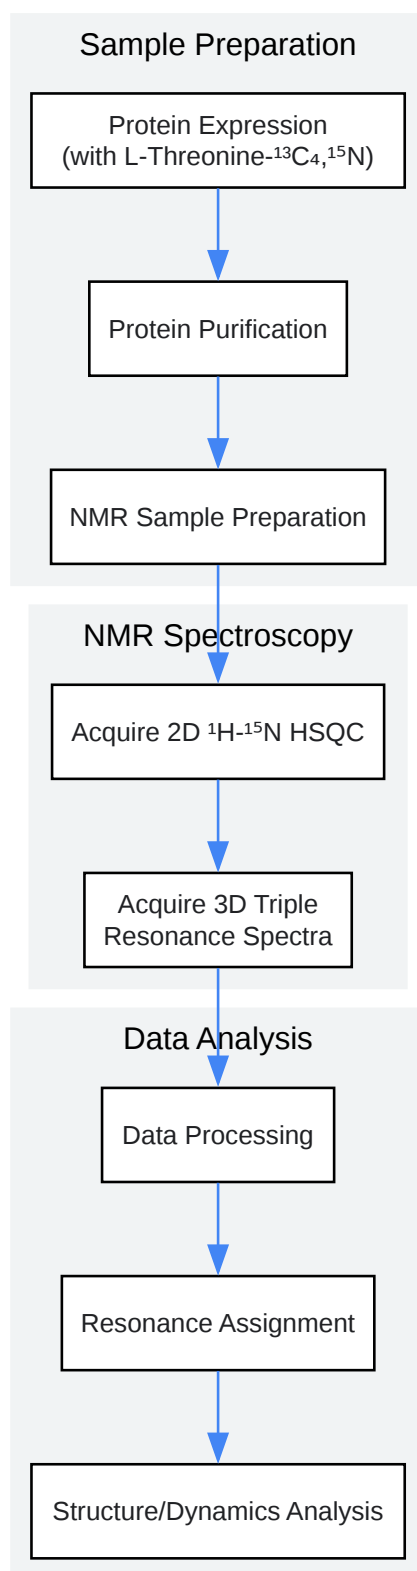 Sample Preparation
Protein Expression
(with L-Threonine-¹³C₄,¹⁵N)
Protein Purification
NMR Sample Preparation
NMR Spectroscopy
Acquire 2D ¹H-¹⁵N HSQC
Acquire 3D Triple
Resonance Spectra
Data Analysis
Data Processing
Resonance Assignment
Structure/Dynamics Analysis